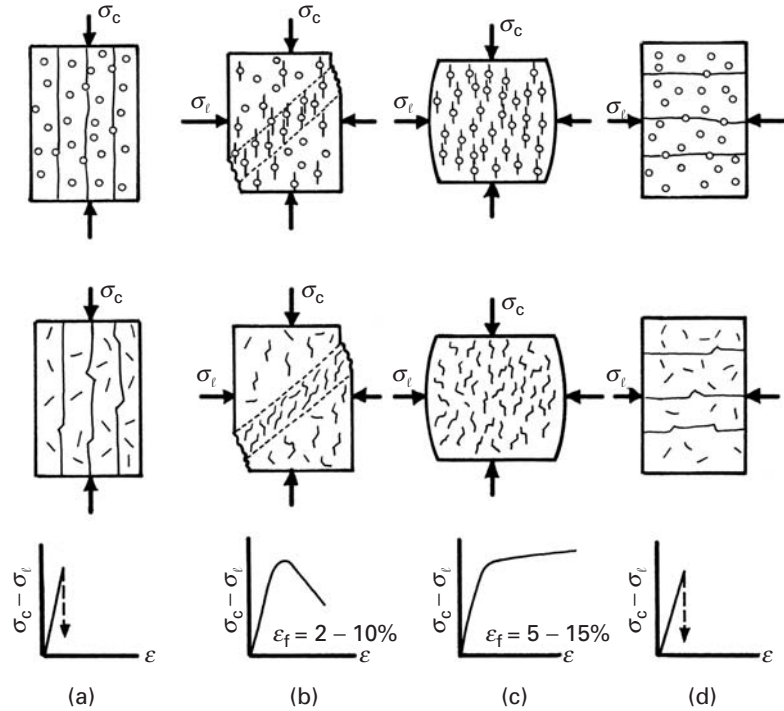 σc σc σc
σℓ σℓ σℓ
σc σc σc
σℓ σℓ σℓ
σc − σℓ σc − σℓ σc − σℓ σc − σℓ
εf = 2 – 10% εf = 5 – 15%
ε ε ε ε
(a) (b) (c) (d)